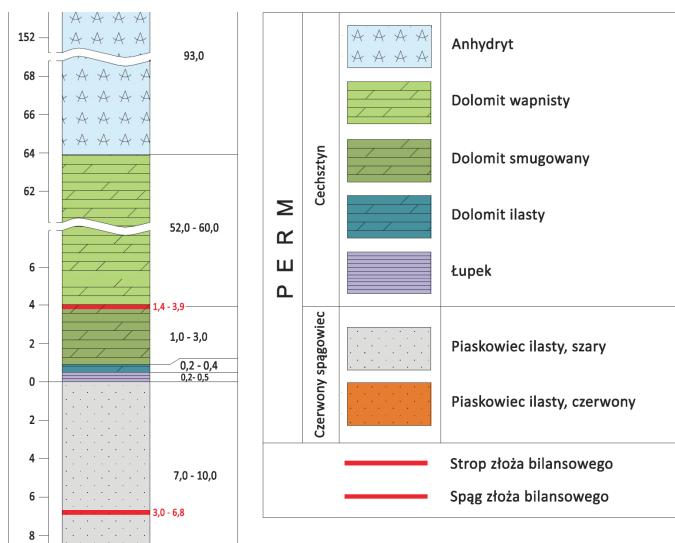 152
93,0
68
66
64
62
52,0 - 60,0
6
4
1,4 - 3,9
1,0 - 3,0
2
0,2 - 0,4
0,2- 0,5
0
2
4
7,0 - 10,0
6
3,0 - 6,8
8
PERM
Cechsztyn
Anhydryt
Dolomit wapnisty
Dolomit smugowany
Dolomit ilasty
Łupek
Czerwony spągowiec
Piaskowiec ilasty, szary
Piaskowiec ilasty, czerwony
Strop złoża bilansowego
Spąg złoża bilansowego